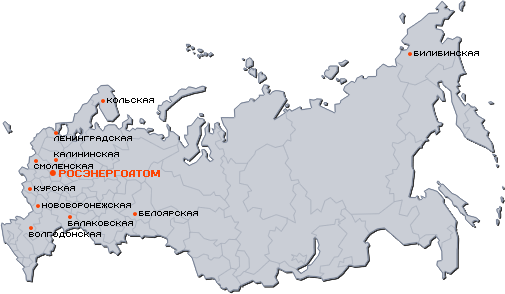 БИЛИБИНСКАЯ
КОЛЬСКАЯ
ЛЕНИНГРАДСКАЯ
КАЛИНИНСКАЯ
СМОЛЕНСКАЯ
РОСЭНЕРГОАТОМ
КУРСКАЯ
НОВОВОРОНЕЖСКАЯ
БЕЛОЯРСКАЯ
БАЛАКОВСКАЯ
ВОЛГОДОНСКАЯ